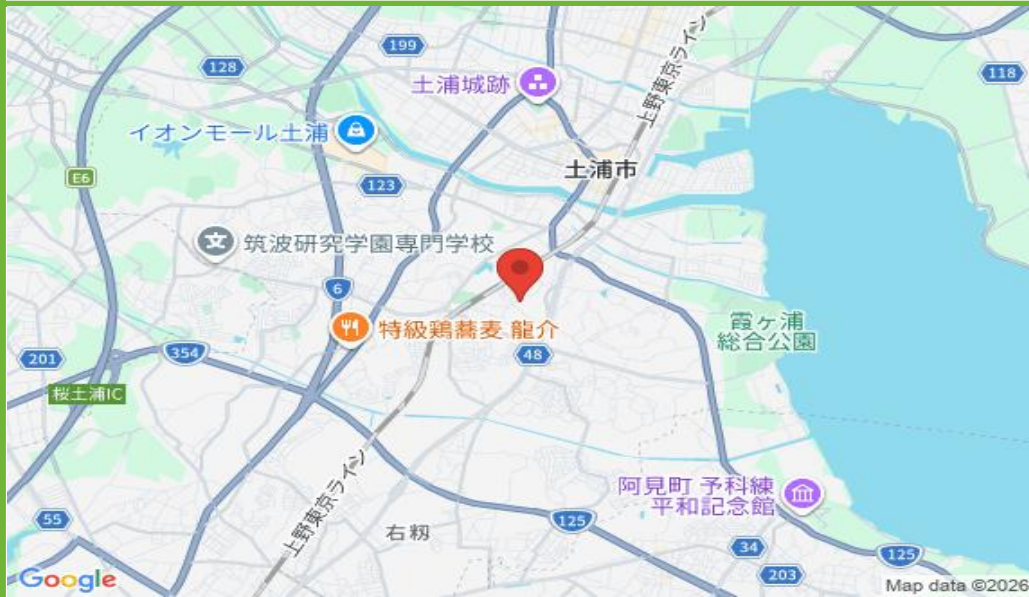 199
128
118
土浦城跡
上野東京ライン
イオンモール土浦
土浦市
E6
123
筑波研究学園専門学校
6
特級鶏蕎麦 龍介
霞ヶ浦
総合公園
201
354
48
桜土浦IC
阿見町 予科練
平和記念館
上野東京ライン
55
右籾
125
34
125
203
Google
Map data ©2026